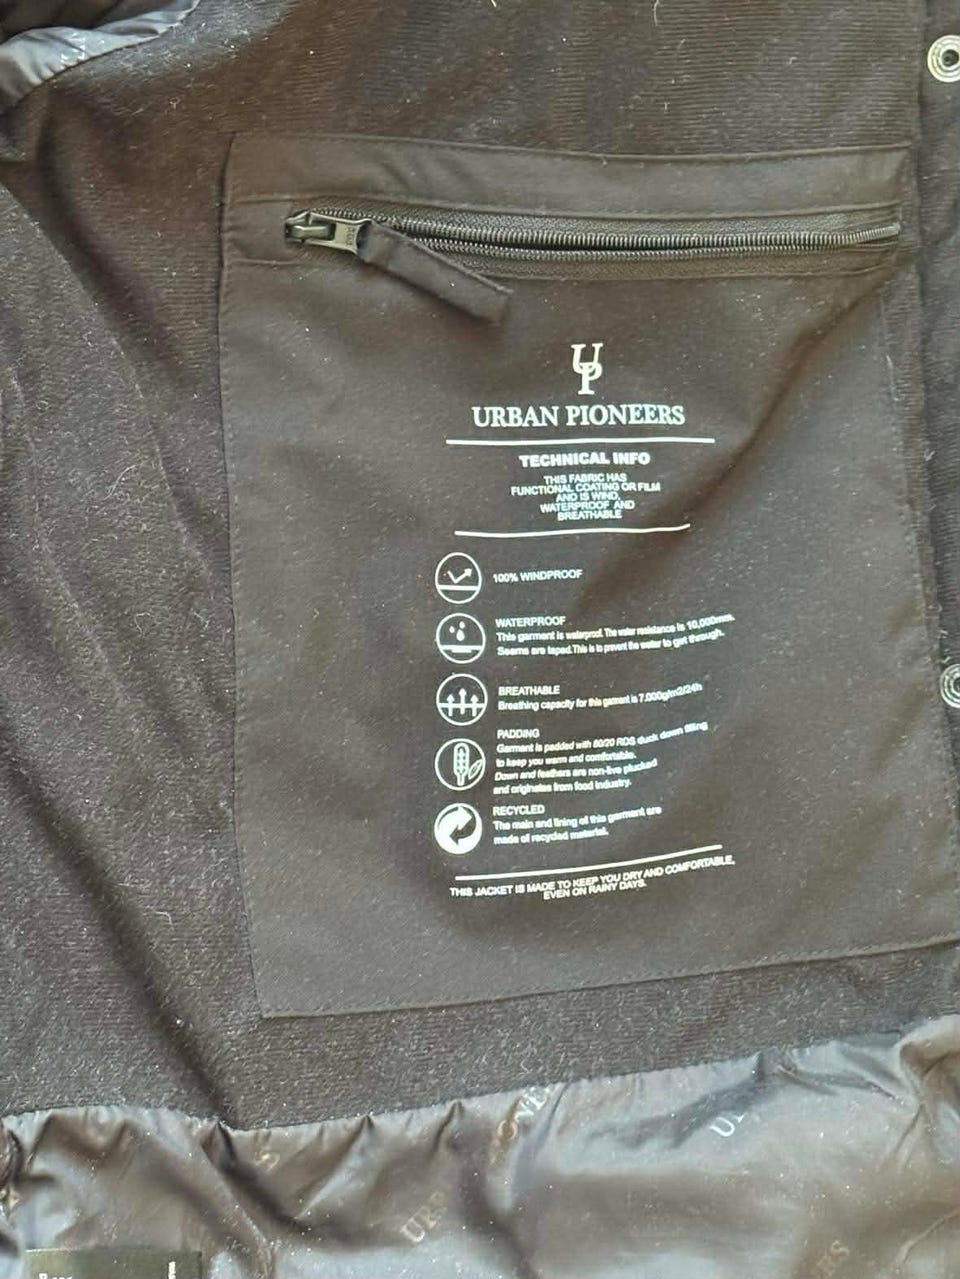 UP
URBAN PIONEERS
TECHNICAL INFO
THIS FABRIC HAS
FUNCTIONAL COATING OR FILM
AND IS WIND,
WATERPROOF AND
BREATHABLE
100% WINDPROOF
WATERPROOF
This garment is waterproof. The water resistance is 10,000mm.
Seams are taped. This is to prevent the water to get through.
BREATHABLE
Breathing capacity for this garment is 7.000g/m2/24h
PADDING
Garment is padded with 80/20 RDS duck down filling
to keep you warm and comfortable.
Down and feathers are non-live plucked
and originates from food industry.
RECYCLED
The main and lining of this garment are
made of recycled material.
THIS JACKET IS MADE TO KEEP YOU DRY AND COMFORTABLE,
EVEN ON RAINY DAYS.